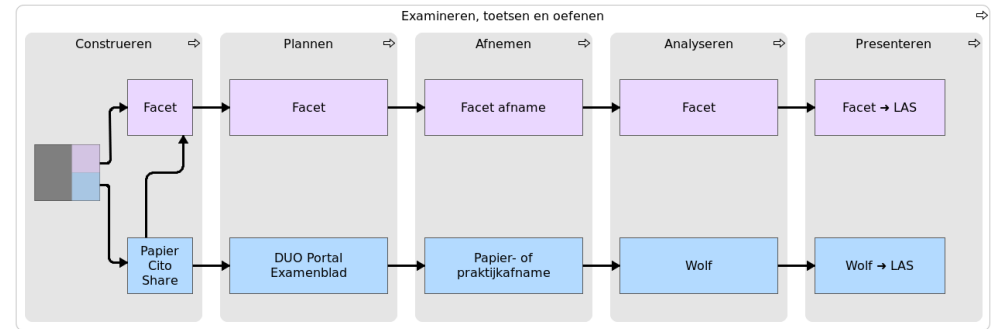 Examineren, toetsen en oefenen
Construeren
Plannen
Afnemen
Analyseren
Presenteren
Facet
Facet
Facet afname
Facet
Facet ➜ LAS
Papier
Cito
Share
DUO Portal
Examenblad
Papier- of
praktijkafname
Wolf
Wolf ➜ LAS